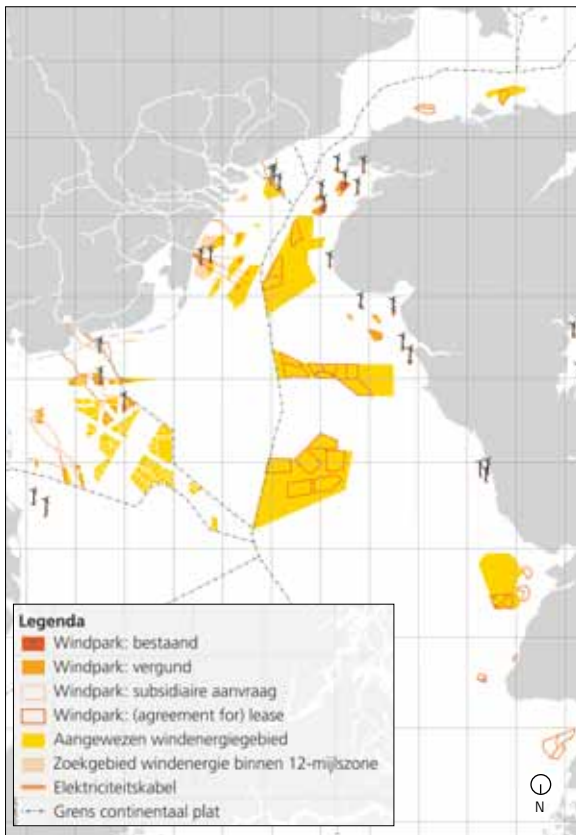 Legenda
Windpark: bestaand
Windpark: vergund
Windpark: subsidiaire aanvraag
Windpark: (agreement for) lease
Aangewezen windenergiegebied
Zoekgebied windenergie binnen 12-mijlszone
Elektriciteitskabel
Grens continentaal plat
N